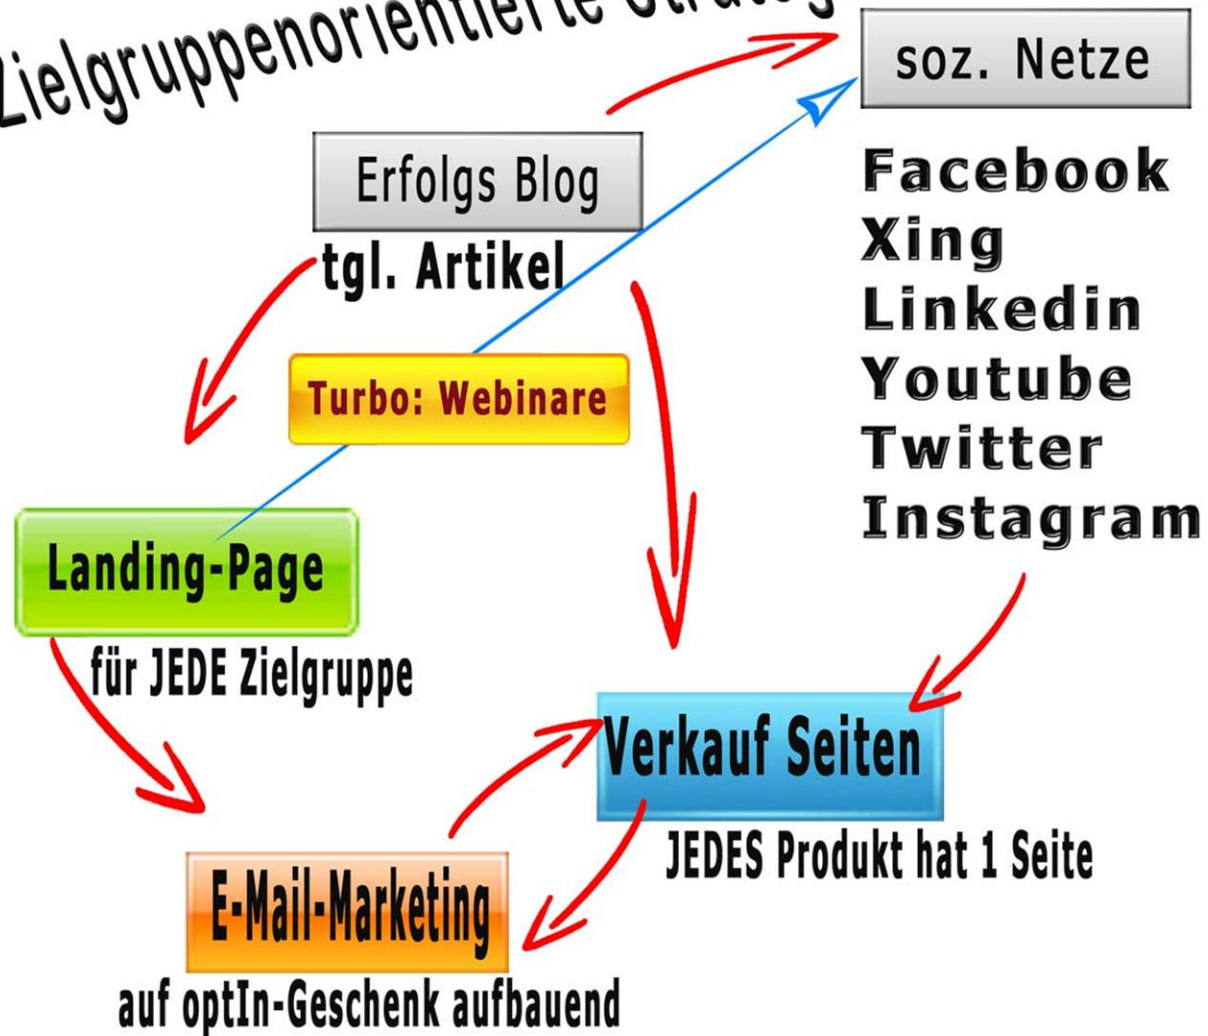 Zielgruppenorientierte
soz. Netze
Erfolgs Blog
tgl. Artikel
Facebook
Xing
Linkedin
Youtube
Twitter
Instagram
Turbo: Webinare
Landing-Page
für JEDE Zielgruppe
Verkauf Seiten
JEDES Produkt hat 1 Seite
E-Mail-Marketing
auf optIn-Geschenk aufbauend